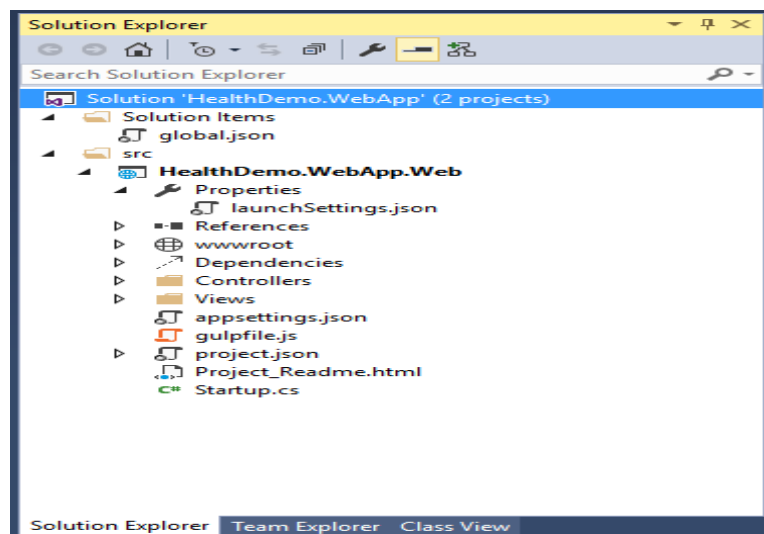 Solution Explorer
Search Solution Explorer
Solution 'HealthDemo.WebApp' (2 projects)
Solution Items
global.json
src
HealthDemo.WebApp.Web
Properties
launchSettings.json
References
wwwroot
Dependencies
Controllers
Views
appsettings.json
gulpfile.js
project.json
Project_Readme.html
C# Startup.cs
Solution Explorer Team Explorer Class View